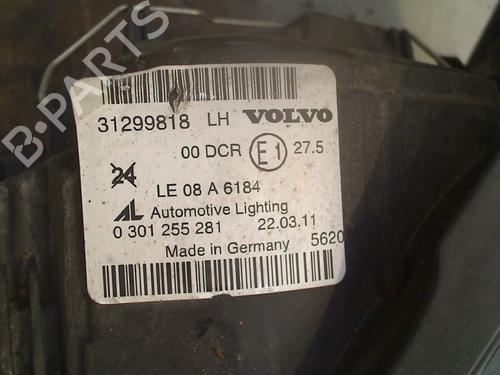 B-PARTS
31299818 LH VOLVO
00 DCR E1 27.5
24
LE 08 A 6184
AL Automotive Lighting
0 301 255 281 22.03.11
Made in Germany 5620